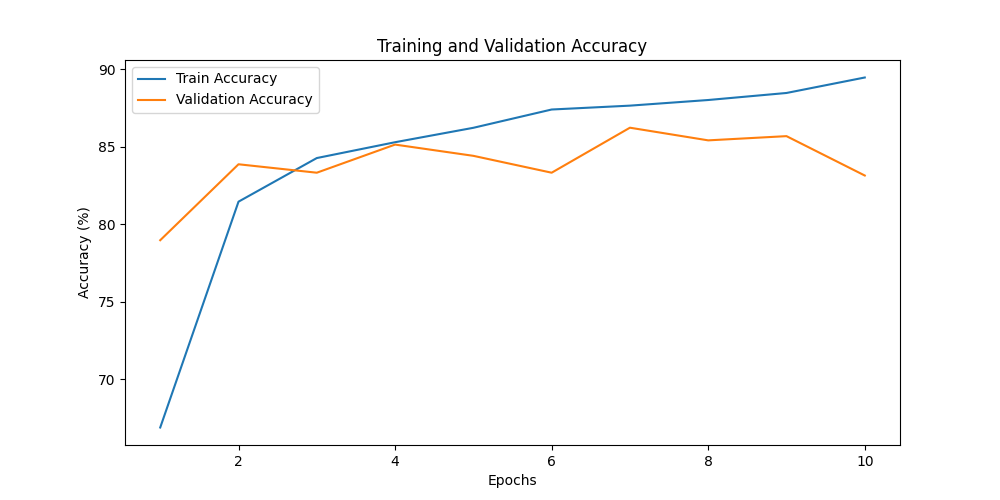 Training and Validation Accuracy
Train Accuracy
Validation Accuracy
90
85
80
75
70
Accuracy (%)
2
4
6
8
10
Epochs